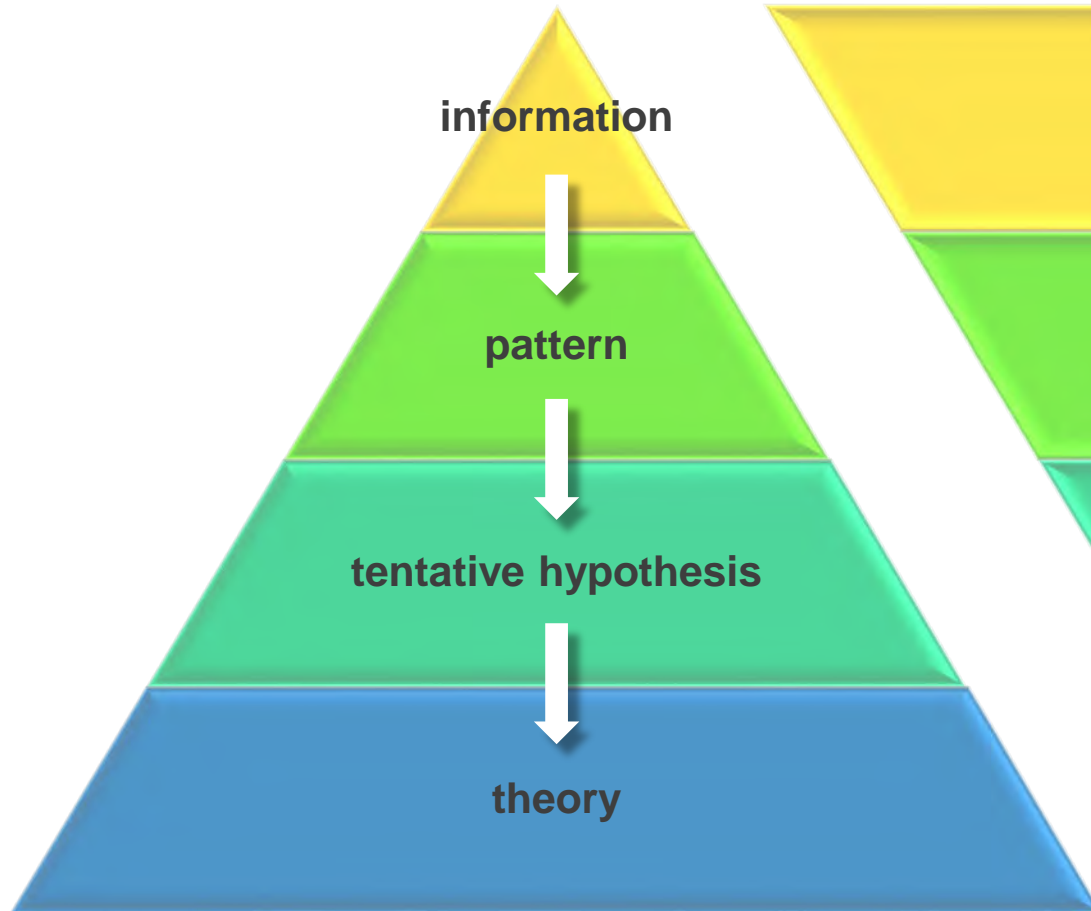 information
pattern
tentative hypothesis
theory